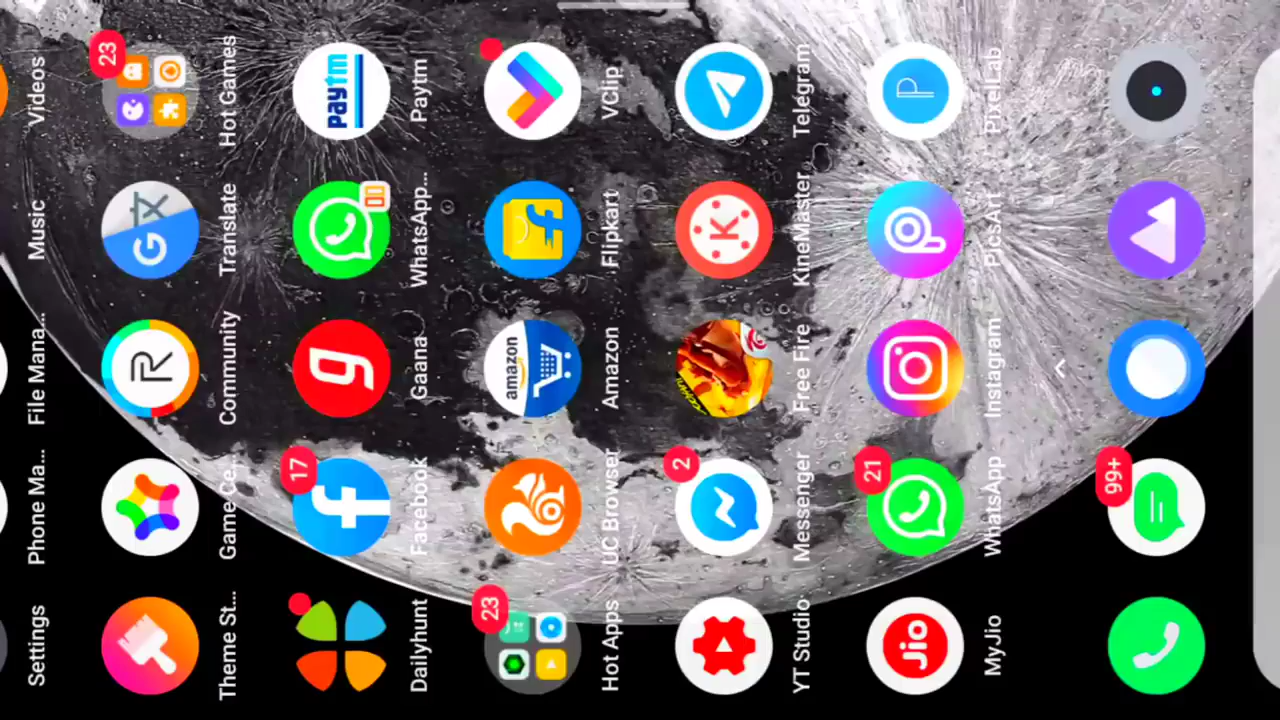 Settings
Phone Ma...
File Mana...
Music
Videos
Theme St...
Game Ce...
R
Community
G
Translate
23
Hot Games
Dailyhunt
17
f
Facebook
g
Gaana
WhatsApp...
paytm
Paytm
23
Hot Apps
UC Browser
amazon
Amazon
f
Flipkart
VClip
YT Studio
2
Messenger
Free Fire
K
KineMaster
Telegram
Jio
MyJio
21
WhatsApp
Instagram
P
PicsArt
P
PixelLab
99+